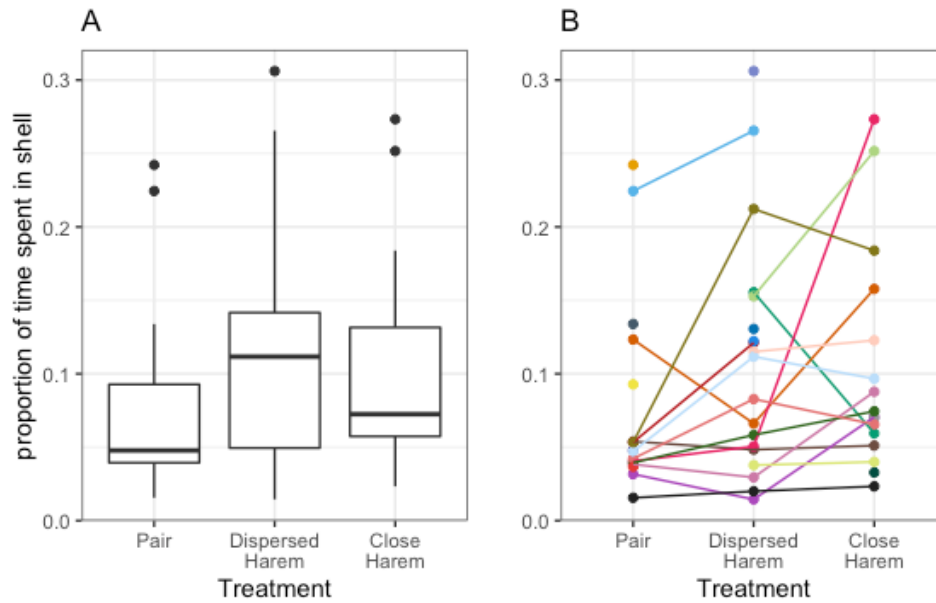 A
B
proportion of time spent in shell
0.3
0.2
0.1
0.0
Pair
Dispersed
Harem
Close
Harem
Treatment
0.3
0.2
0.1
0.0
Pair
Dispersed
Harem
Close
Harem
Treatment